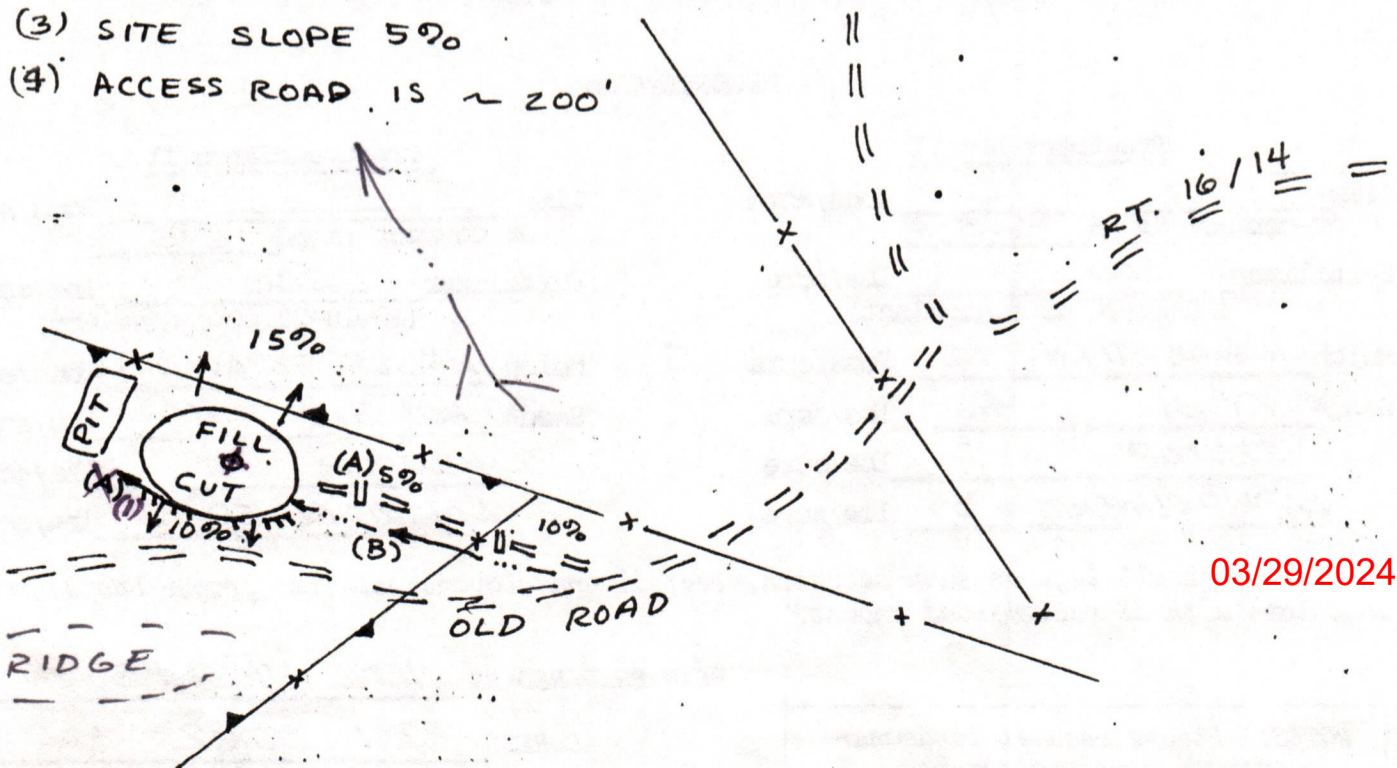 (3) SITE SLOPE 5%
(4) ACCESS ROAD IS ~ 200'
RT. 16/14
15%
PIT
FILL
CUT
(A) 5%
10%
10%
(B)
03/29/2024
OLD ROAD
RIDGE